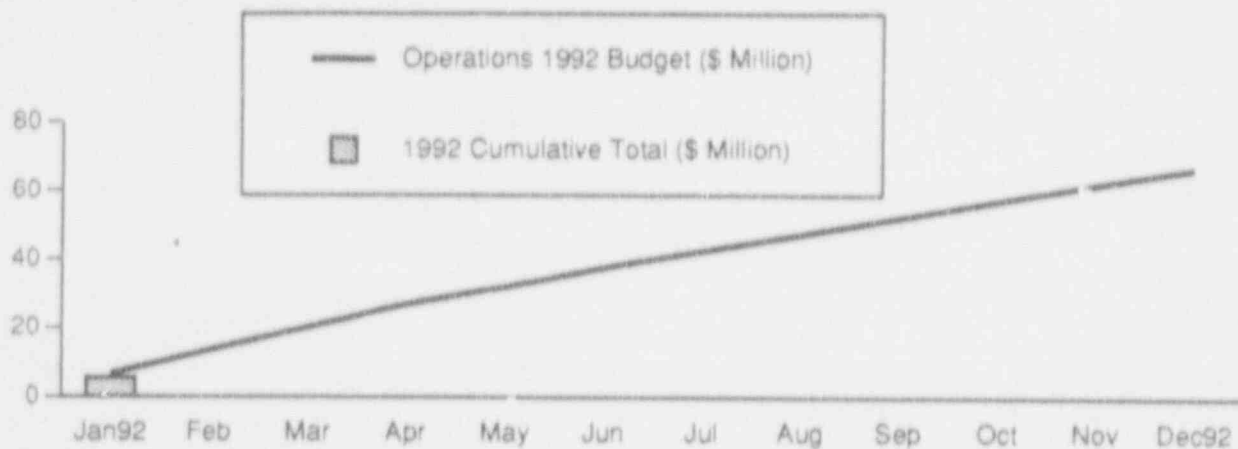 Operations 1992 Budget ($ Million)
1992 Cumulative Total ($ Million)
80
60
40
20
0
Jan92 Feb Mar Apr May Jun Jul Aug Sep Oct Nov Dec92